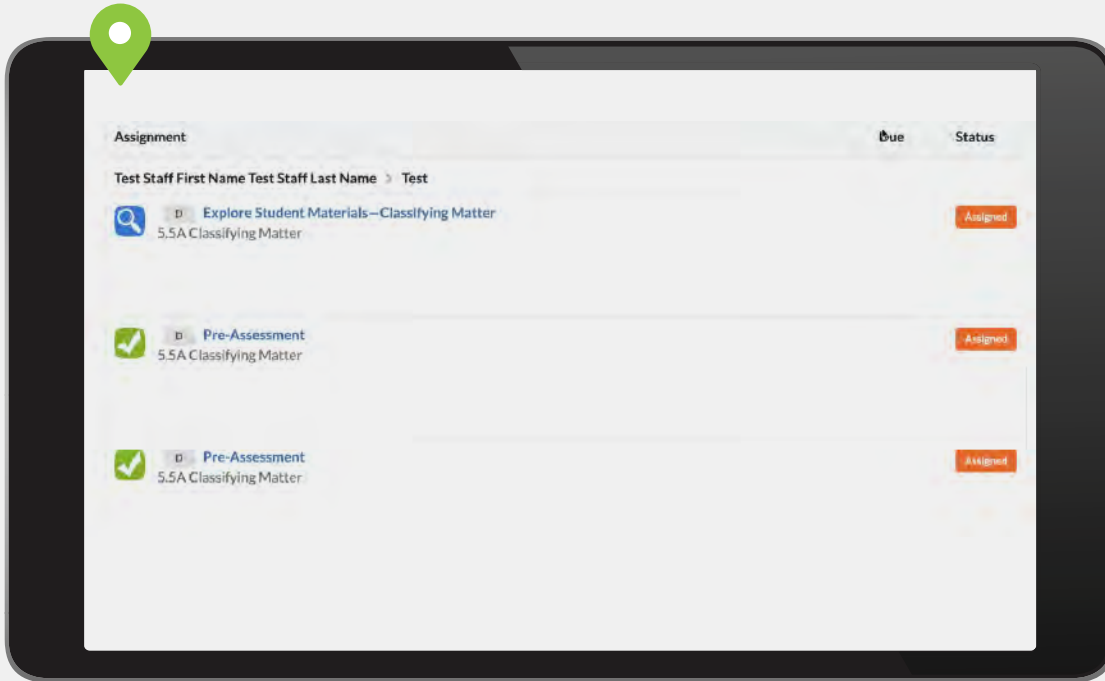 Assignment Due Status
Test Staff First Name Test Staff Last Name > Test
D Explore Student Materials—Classifying Matter Assigned
5.5A Classifying Matter
D Pre-Assessment Assigned
5.5A Classifying Matter
D Pre-Assessment Assigned
5.5A Classifying Matter